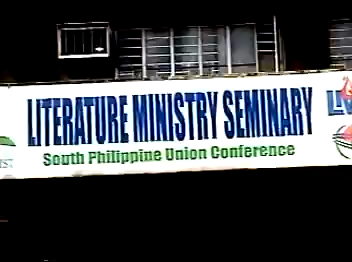 LITERATURE MINISTRY SEMINARY
South Philippine Union Conference